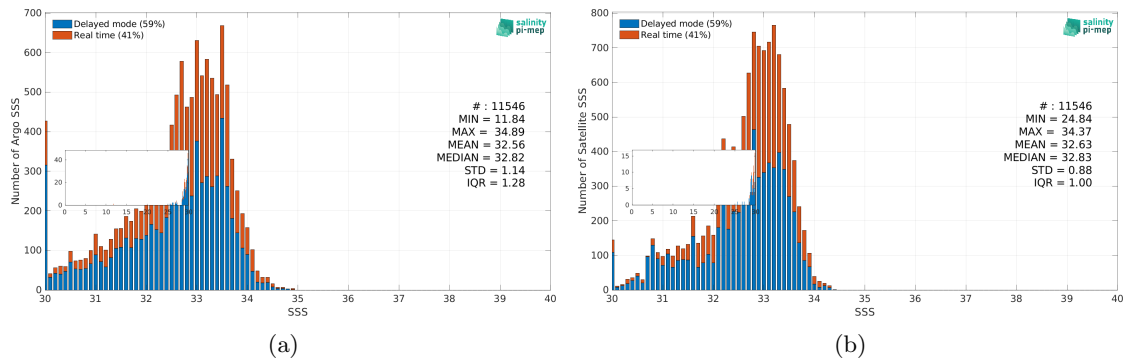 Delayed mode (59%)
Real time (41%)
salinity
pi-mep
# : 11546
MIN = 11.84
MAX = 34.89
MEAN = 32.56
MEDIAN = 32.82
STD = 1.14
IQR = 1.28
Number of Argo SSS
700
600
500
400
300
200
100
0
40
20
0
0 5 10 15 20 25 30
30 31 32 33 34 35 36 37 38 39 40
SSS
(a)
Delayed mode (59%)
Real time (41%)
salinity
pi-mep
# : 11546
MIN = 24.84
MAX = 34.37
MEAN = 32.63
MEDIAN = 32.83
STD = 0.88
IQR = 1.00
Number of Satellite SSS
800
700
600
500
400
300
200
100
0
15
10
5
0
0 5 10 15 20 25 30
30 31 32 33 34 35 36 37 38 39 40
SSS
(b)